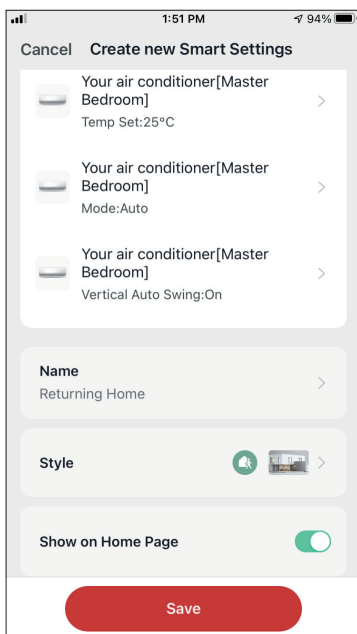 1:51 PM
94%
Cancel Create new Smart Settings
Your air conditioner[Master
Bedroom]
Temp Set:25°C
Your air conditioner[Master
Bedroom]
Mode:Auto
Your air conditioner[Master
Bedroom]
Vertical Auto Swing:On
Name
Returning Home
Style
Show on Home Page
Save